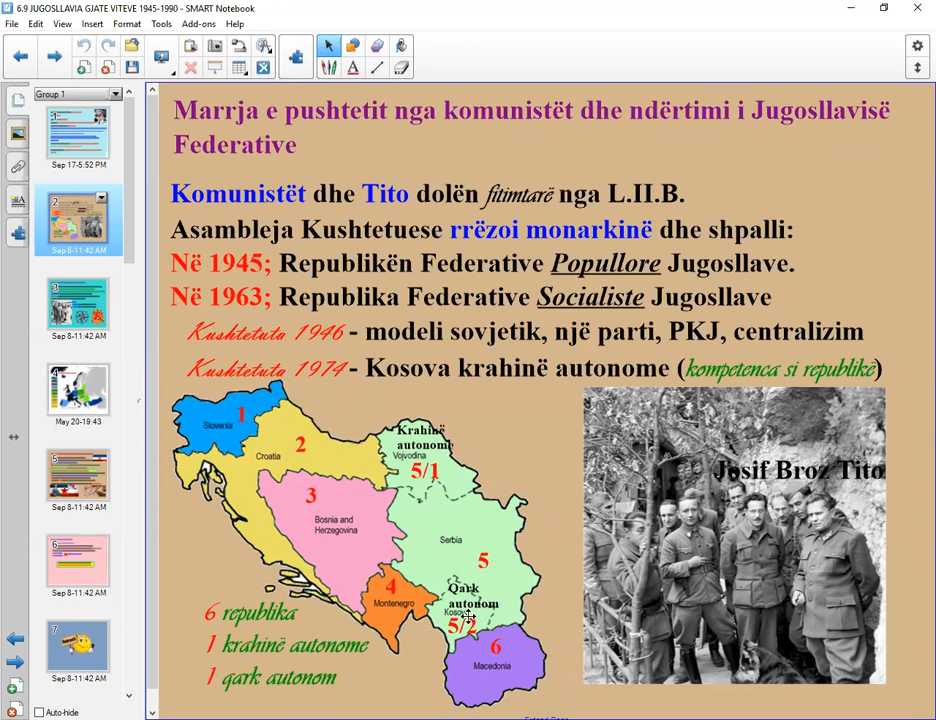 6.9 JUGOSLLAVIA GJATE VITEVE 1945-1990 - SMART Notebook
File Edit View Insert Format Tools Add-ons Help
Group 1
1
Sep 17-5:52 PM
2
Sep 8-11:42 AM
3
Sep 8-11:42 AM
4
May 20-19:43
5
Sep 8-11:42 AM
6
Sep 8-11:42 AM
7
Sep 8-11:42 AM
Auto-hide
Marrja e pushtetit nga komunistët dhe ndërtimi i Jugosllavisë
Federative
Komunistët dhe Tito dolën fitimtarë nga L.II.B.
Asambleja Kushtetuese rrëzoi monarkinë dhe shpalli:
Në 1945; Republikën Federative Popullore Jugosllave.
Në 1963; Republika Federative Socialiste Jugosllave
Kushtetuta 1946 - modeli sovjetik, një parti, PKJ, centralizim
Kushtetuta 1974 - Kosova krahinë autonome (kompetenca si republikë)
1
Slovenia
2
Croatia
Krahinë
autonome
Vojvodina
5/1
3
Bosnia and
Herzegovina
Serbia
5
4
Montenegro
Qark
autonom
5/2
6
Macedonia
6 republika
1 krahinë autonome
1 qark autonom
Josif Broz Tito